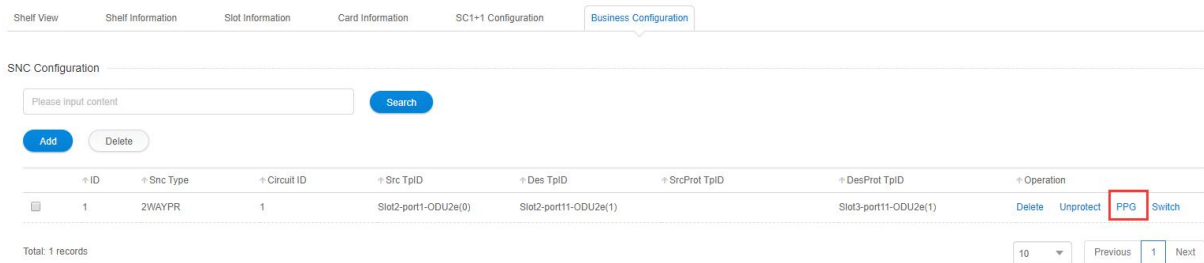 Shelf View Shelf Information Slot Information Card Information SC1+1 Configuration Business Configuration
SNC Configuration
Please input content Search
Add Delete
ID Snc Type Circuit ID Src TpID Des TpID SrcProt TpID DesProt TpID Operation
1 2WAYPR 1 Slot2-port1-ODU2e(0) Slot2-port11-ODU2e(1) Slot3-port11-ODU2e(1) Delete Unprotect PPG Switch
Total: 1 records 10 Previous 1 Next